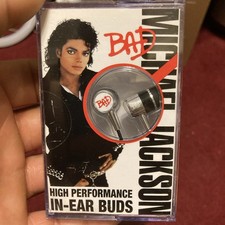 BAD
MICHAEL JACKSON
BAD
HIGH PERFORMANCE
IN-EAR BUDS